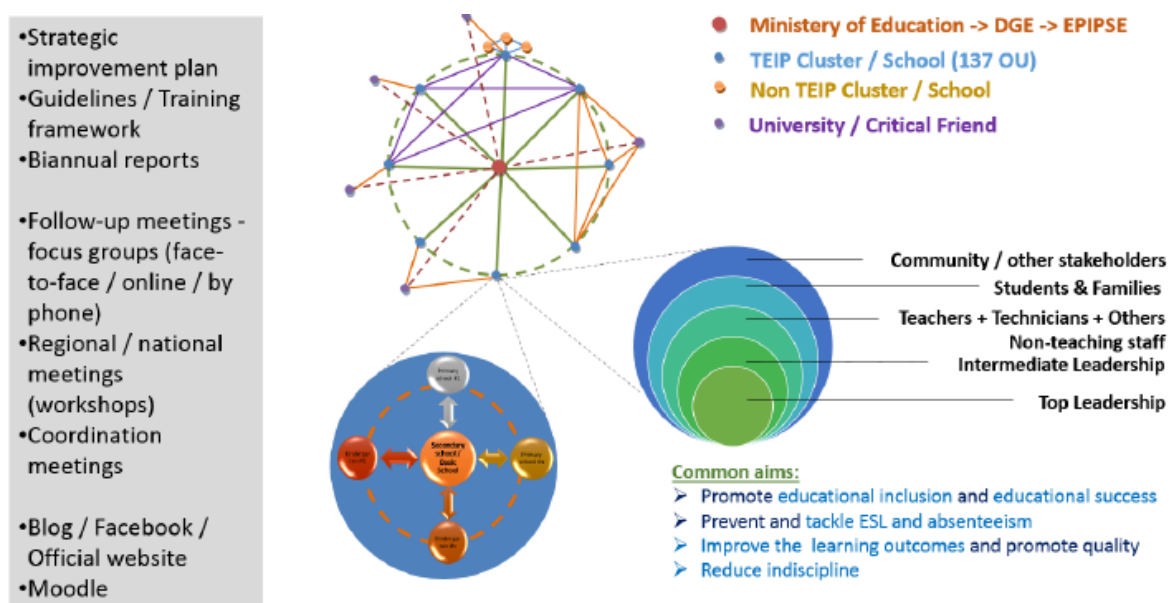 •Strategic
improvement plan
•Guidelines / Training
framework
•Biannual reports
•Follow-up meetings -
focus groups (face-
to-face / online / by
phone)
•Regional / national
meetings
(workshops)
•Coordination
meetings
•Blog / Facebook /
Official website
•Moodle
Ministery of Education -> DGE -> EPIPSE
TEIP Cluster / School (137 OU)
Non TEIP Cluster / School
University / Critical Friend
Community / other stakeholders
Students & Families
Teachers + Technicians + Others
Non-teaching staff
Intermediate Leadership
Top Leadership
Primary
Secondary
school /
Basic
School
Primary
Common aims:
➢ Promote educational inclusion and educational success
➢ Prevent and tackle ESL and absenteeism
➢ Improve the learning outcomes and promote quality
➢ Reduce indiscipline